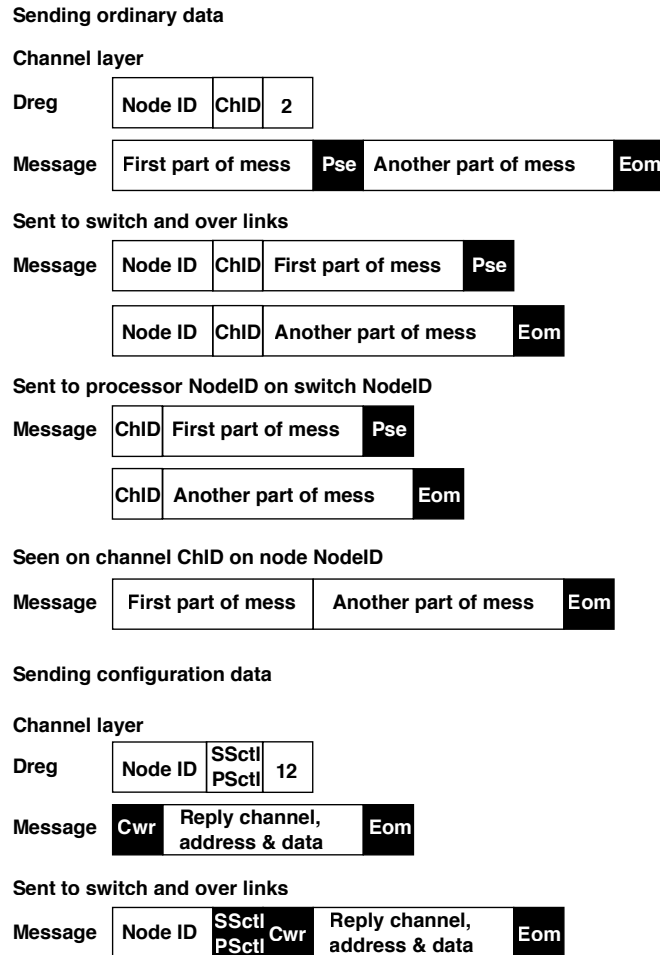 Sending ordinary data
Channel layer
Dreg Node ID ChID 2
Message First part of mess Pse Another part of mess Eom
Sent to switch and over links
Message Node ID ChID First part of mess Pse
Node ID ChID Another part of mess Eom
Sent to processor NodeID on switch NodeID
Message ChID First part of mess Pse
ChID Another part of mess Eom
Seen on channel ChID on node NodeID
Message First part of mess Another part of mess Eom
Sending configuration data
Channel layer
Dreg Node ID SSctl 12
PSctl
Message Cwr Reply channel, Eom
address & data
Sent to switch and over links
Message Node ID SSctl Cwr Reply channel, Eom
PSctl address & data